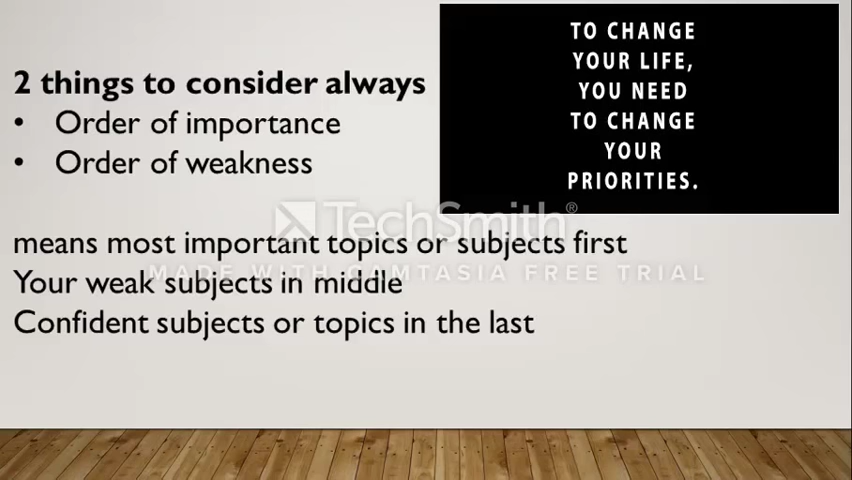 2 things to consider always
• Order of importance
• Order of weakness
TO CHANGE
YOUR LIFE,
YOU NEED
TO CHANGE
YOUR
PRIORITIES.
TechSmith®
MADE WITH CAMTASIA FREE TRIAL
means most important topics or subjects first
Your weak subjects in middle
Confident subjects or topics in the last